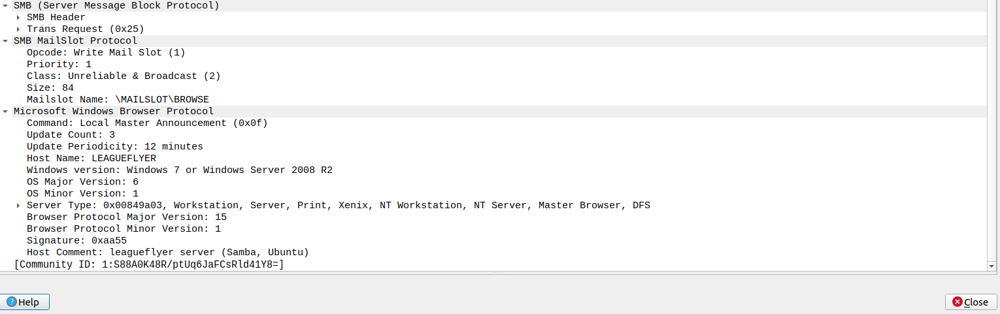 SMB (Server Message Block Protocol)
SMB Header
Trans Request (0x25)
SMB MailSlot Protocol
Opcode: Write Mail Slot (1)
Priority: 1
Class: Unreliable & Broadcast (2)
Size: 84
Mailslot Name: \MAILSLOT\BROWSE
Microsoft Windows Browser Protocol
Command: Local Master Announcement (0x0f)
Update Count: 3
Update Periodicity: 12 minutes
Host Name: LEAGUEFLYER
Windows version: Windows 7 or Windows Server 2008 R2
OS Major Version: 6
OS Minor Version: 1
Server Type: 0x00849a03, Workstation, Server, Print, Xenix, NT Workstation, NT Server, Master Browser, DFS
Browser Protocol Major Version: 15
Browser Protocol Minor Version: 1
Signature: 0xaa55
Host Comment: leagueflyer server (Samba, Ubuntu)
[Community ID: 1:S88A0K48R/ptUq6JaFCsRld41Y8=]
Help
Close